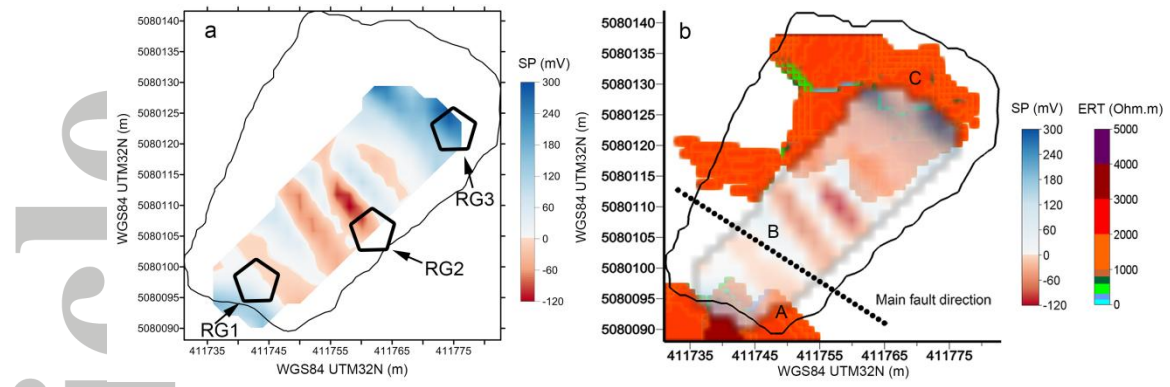 a
SP (mV)
300
240
180
120
60
0
-60
-120
5080140
5080135
5080130
5080125
5080120
5080115
5080110
5080105
5080100
5080095
5080090
WGS84 UTM32N (m)
RG3
RG2
RG1
411735 411745 411755 411765 411775
WGS84 UTM32N (m)
b
SP (mV)
300
240
180
120
60
0
-60
-120
ERT (Ohm.m)
5000
4000
3000
2000
1000
0
5080140
5080135
5080130
5080125
5080120
5080115
5080110
5080105
5080100
5080095
5080090
WGS84 UTM32N (m)
C
B
A
Main fault direction
411735 411745 411755 411765 411775
WGS84 UTM32N (m)